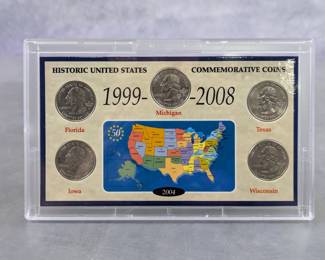 HISTORIC UNITED STATES COMMEMORATIVE COINS
1999- -2008
Michigan
Florida
Texas
50
Iowa
Wisconsin
2004